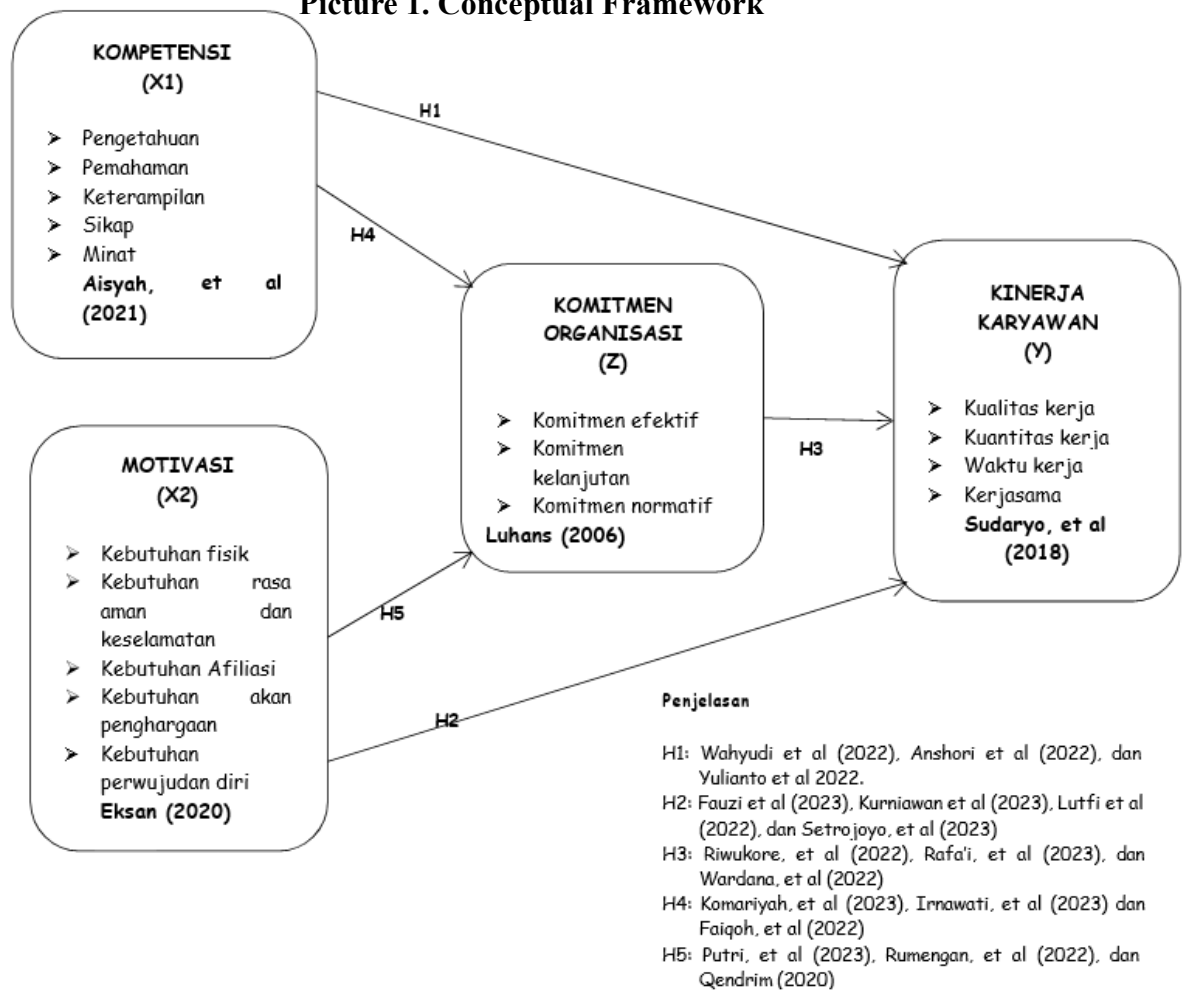 Picture 1. Conceptual Framework
KOMPETENSI
(X1)
➤ Pengetahuan
➤ Pemahaman
➤ Keterampilan
➤ Sikap
➤ Minat
Aisyah, et al
(2021)
H1
H4
KOMITMEN
ORGANISASI
(Z)
➤ Komitmen efektif
➤ Komitmen
kelanjutan
➤ Komitmen normatif
Luhans (2006)
KINERJA
KARYAWAN
(Y)
➤ Kualitas kerja
➤ Kuantitas kerja
➤ Waktu kerja
➤ Kerjasama
Sudaryo, et al
(2018)
H3
MOTIVASI
(X2)
➤ Kebutuhan fisik
➤ Kebutuhan rasa
aman dan
keselamatan
➤ Kebutuhan Afiliasi
➤ Kebutuhan akan
penghargaan
➤ Kebutuhan
perwujudan diri
Eksan (2020)
H5
H2
Penjelasan
H1: Wahyudi et al (2022), Anshori et al (2022), dan
Yulianto et al 2022.
H2: Fauzi et al (2023), Kurniawan et al (2023), Lutfi et al
(2022), dan Setrojoyo, et al (2023)
H3: Riwukore, et al (2022), Rafa'i, et al (2023), dan
Wardana, et al (2022)
H4: Komariyah, et al (2023), Irnawati, et al (2023) dan
Faiqoh, et al (2022)
H5: Putri, et al (2023), Rumengan, et al (2022), dan
Qendrim (2020)